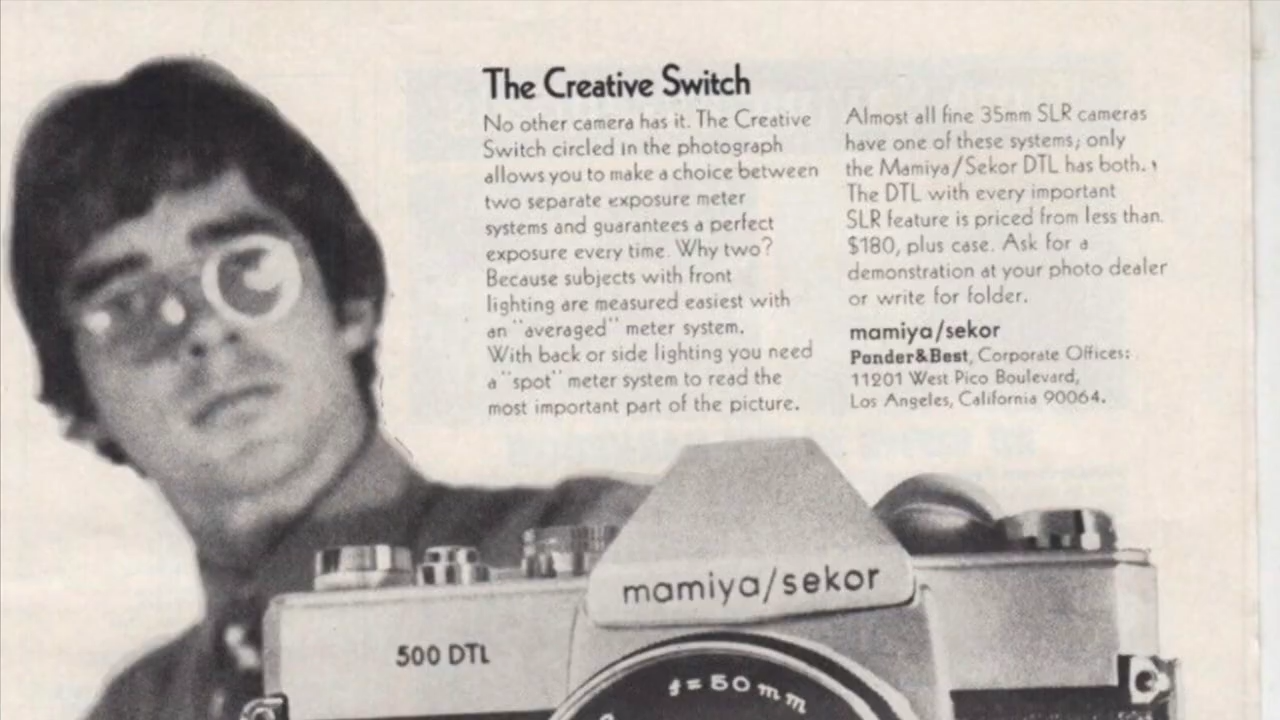 The Creative Switch
No other camera has it. The Creative
Switch circled in the photograph
allows you to make a choice between
two separate exposure meter
systems and guarantees a perfect
exposure every time. Why two?
Because subjects with front
lighting are measured easiest with
an "averaged" meter system.
With back or side lighting you need
a "spot" meter system to read the
most important part of the picture.
Almost all fine 35mm SLR cameras
have one of these systems; only
the Mamiya/Sekor DTL has both.
The DTL with every important
SLR feature is priced from less than
$180, plus case. Ask for a
demonstration at your photo dealer
or write for folder.
mamiya/sekor
Ponder&Best, Corporate Offices:
11201 West Pico Boulevard,
Los Angeles, California 90064.
mamiya/sekor
500 DTL
f=50mm